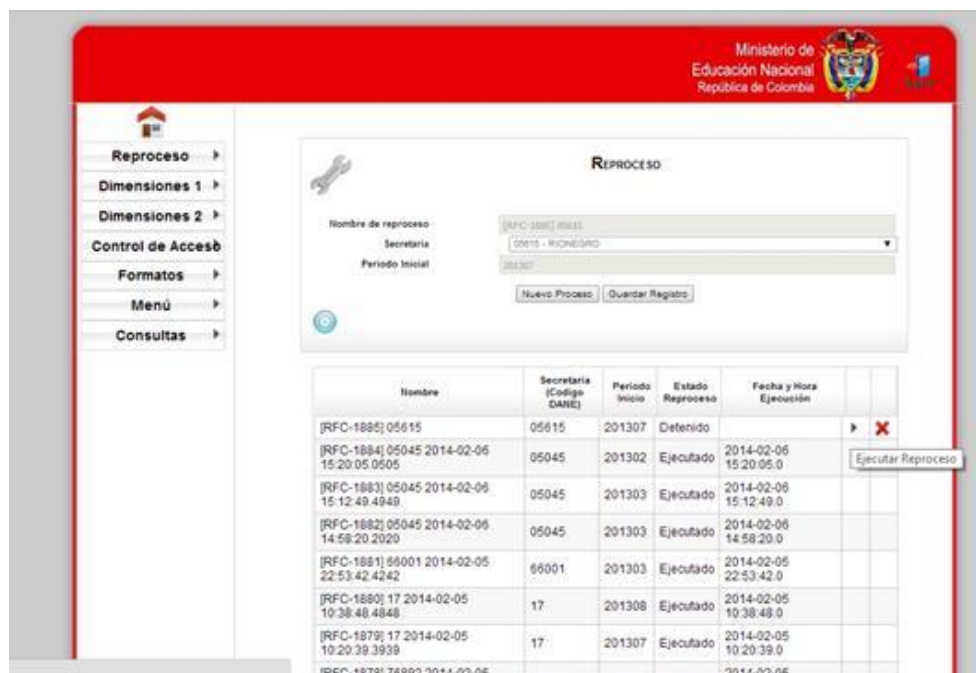 Ministerio de
Educación Nacional
República de Colombia
Reproceso
Dimensiones 1
Dimensiones 2
Control de Acceso
Formatos
Menú
Consultas
REPROCESO
Nombre de reproceso [RFC-1885] 05615
Secretaria 05615 - RIONEGRO
Periodo Inicial 201307
Nuevo Proceso Guardar Registro
Nombre Secretaria (Codigo DANE) Periodo Inicio Estado Reproceso Fecha y Hora Ejecución
[RFC-1885] 05615 05615 201307 Detenido
Ejecutar Reproceso
[RFC-1884] 05045 2014-02-06 15:20:05.0505 05045 201302 Ejecutado 2014-02-06 15:20:05.0
[RFC-1883] 05045 2014-02-06 15:12:49.4949 05045 201303 Ejecutado 2014-02-06 15:12:49.0
[RFC-1882] 05045 2014-02-06 14:58:20.2020 05045 201303 Ejecutado 2014-02-06 14:58:20.0
[RFC-1881] 66001 2014-02-05 22:53:42.4242 66001 201303 Ejecutado 2014-02-05 22:53:42.0
[RFC-1880] 17 2014-02-05 10:38:48.4848 17 201308 Ejecutado 2014-02-05 10:38:48.0
[RFC-1879] 17 2014-02-05 10:20:39.3939 17 201307 Ejecutado 2014-02-05 10:20:39.0